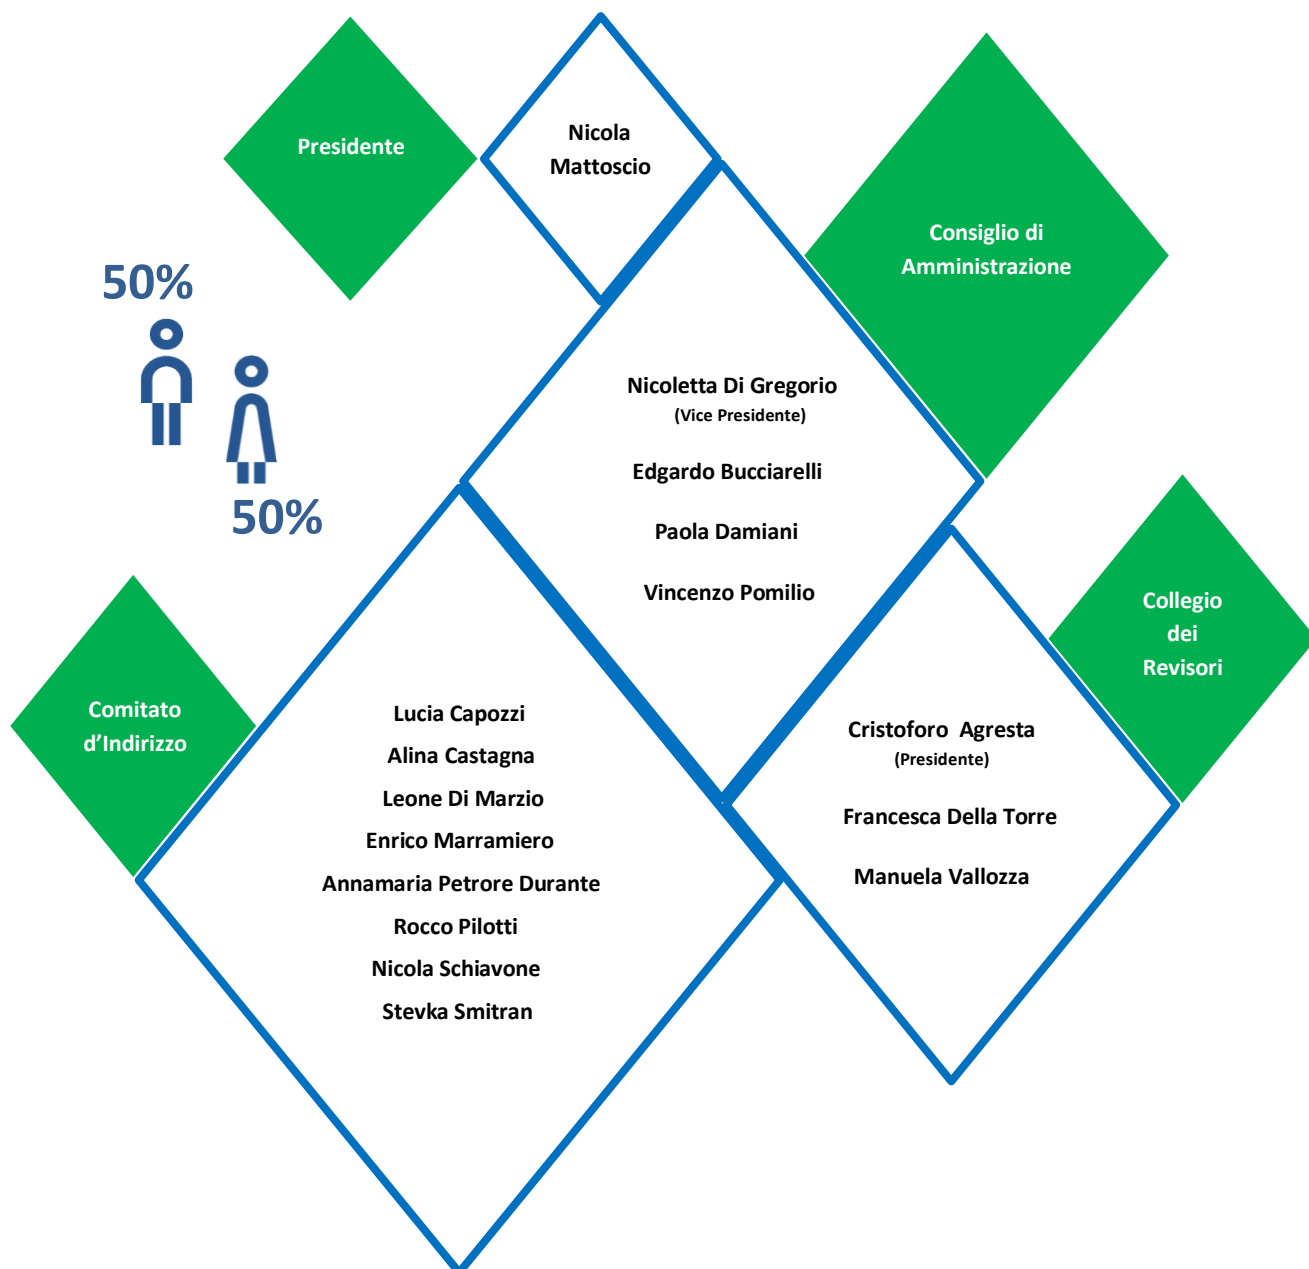 Presidente
Nicola
Mattoscio
Consiglio di
Amministrazione
50%
50%
Nicoletta Di Gregorio
(Vice Presidente)
Edgardo Bucciarelli
Paola Damiani
Vincenzo Pomilio
Collegio
dei
Revisori
Comitato
d’Indirizzo
Lucia Capozzi
Alina Castagna
Leone Di Marzio
Enrico Marramiero
Annamaria Petrore Durante
Rocco Pilotti
Nicola Schiavone
Stevka Smitran
Cristoforo  Agresta
(Presidente)
Francesca Della Torre
Manuela Vallozza